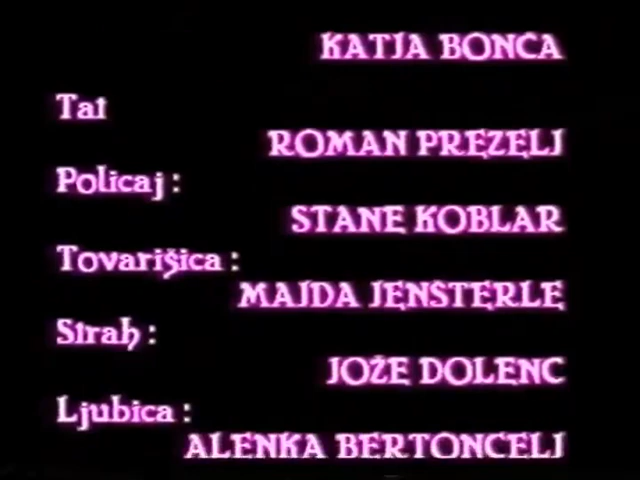 KATJA BONCA
Tat
ROMAN PREZELJ
Policaj :
STANE KOBLAR
Tovarišica :
MAJDA JENSTERLE
Strah :
JOŽE DOLENC
Ljubica :
ALENKA BERTONCELJ